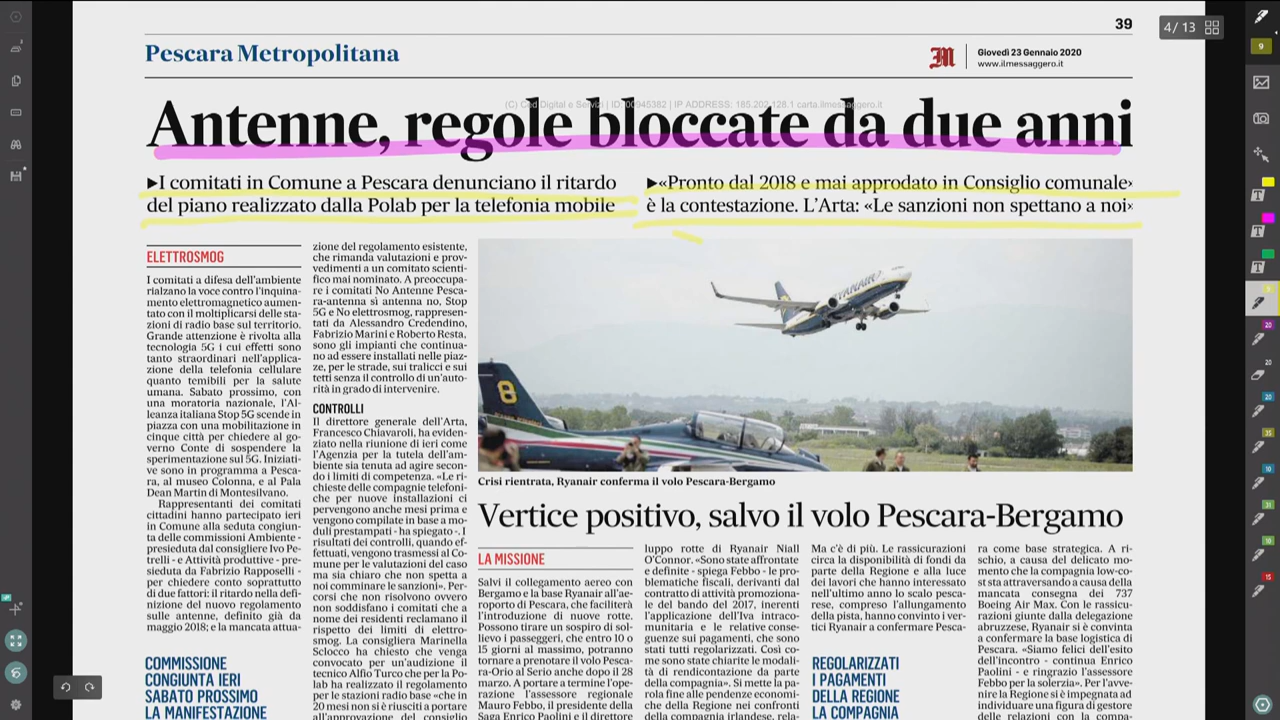 39
4/13
Pescara Metropolitana
M
Giovedì 23 Gennaio 2020
www.ilmessaggero.it
Antenne, regole bloccate da due anni
▶I comitati in Comune a Pescara denunciano il ritardo
del piano realizzato dalla Polab per la telefonia mobile
▶«Pronto dal 2018 e mai approdato in Consiglio comunale»
è la contestazione. L'Arta: «Le sanzioni non spettano a noi»
ELETTROSMOG
I comitati a difesa dell'ambiente
rialzano la voce contro l'inquina-
mento elettromagnetico aumen-
tato con il moltiplicarsi delle sta-
zioni di radio base sul territorio.
Grande attenzione è rivolta alla
tecnologia 5G i cui effetti sono
tanto straordinari nell'applica-
zione della telefonia cellulare
quanto temibili per la salute
umana. Sabato prossimo, con
una moratoria nazionale, l'Al-
leanza italiana Stop 5G scende in
piazza con una mobilitazione in
cinque città per chiedere al go-
verno Conte di sospendere la
sperimentazione sul 5G. Iniziati-
ve sono in programma a Pesca-
ra, al museo Colonna, e al Pala
Dean Martin di Montesilvano.
Rappresentanti dei comitati
cittadini hanno partecipato ieri
in Comune alla seduta congiun-
ta delle commissioni Ambiente -
presieduta dal consigliere Ivo Pe-
trelli - e Attività produttive - pre-
sieduta da Fabrizio Rapposelli -
per chiedere conto soprattutto
di due fattori: il ritardo nella defi-
nizione del nuovo regolamento
sulle antenne, definito già da
maggio 2018; e la mancata attua-
COMMISSIONE
CONGIUNTA IERI
SABATO PROSSIMO
LA MANIFESTAZIONE
zione del regolamento esistente,
che rimanda valutazioni e prov-
vedimenti a un comitato scienti-
fico mai nominato. A preoccupa-
re i comitati No Antenne Pesca-
ra-antenna sì antenna no, Stop
5G e No elettrosmog, rappresen-
tati da Alessandro Credendino,
Fabrizio Marini e Roberto Resta,
sono gli impianti che continua-
no ad essere installati nelle piaz-
ze, per le strade, sui tralicci e sui
tetti senza il controllo di un'auto-
rità in grado di intervenire.
CONTROLLI
Il direttore generale dell'Arta,
Francesco Chiavaroli, ha eviden-
ziato nella riunione di ieri come
l'Agenzia per la tutela dell'am-
biente sia tenuta ad agire secon-
do i limiti di competenza. «Le ri-
chieste delle compagnie telefoni-
che per nuove installazioni ci
pervengono anche mesi prima e
vengono compilate in base a mo-
duli prestampati - ha spiegato -. I
risultati dei controlli, quando ef-
fettuati, vengono trasmessi al Co-
mune per le valutazioni del caso
ma sia chiaro che non spetta a
noi comminare le sanzioni». Per-
corsi che non risolvono ovvero
non soddisfano i comitati che a
nome dei residenti reclamano il
rispetto dei limiti di elettro-
smog. La consigliera Marinella
Sclocco ha chiesto che venga
convocato per un'audizione il
tecnico Alfio Turco che per la Po-
lab ha realizzato il regolamento
per le stazioni radio base «che in
20 mesi non si è riusciti a portare
all'approvazione del consiglio
8
RYANAIR
Crisi rientrata, Ryanair conferma il volo Pescara-Bergamo
Vertice positivo, salvo il volo Pescara-Bergamo
LA MISSIONE
Salvi il collegamento aereo con
Bergamo e la base Ryanair all'ae-
roporto di Pescara, che faciliterà
l'introduzione di nuove rotte.
Possono tirare un sospiro di sol-
lievo i passeggeri, che entro 10 o
15 giorni al massimo, potranno
tornare a prenotare il volo Pesca-
ra-Orio al Serio anche dopo il 28
marzo. A portare a termine l'ope-
razione l'assessore regionale
Mauro Febbo, il presidente della
Saga Enrico Paolini e il direttore
luppo rotte di Ryanair Niall
O'Connor. «Sono state affrontate
e definite - spiega Febbo - le pro-
blematiche fiscali, derivanti dal
contratto di attività promoziona-
le del bando del 2017, inerenti
l'applicazione dell'Iva intraco-
munitaria e le relative conse-
guenze sui pagamenti, che sono
stati tutti regolarizzati. Così co-
me sono state chiarite le modali-
tà di rendicontazione da parte
della compagnia». Si mette la pa-
rola fine alle pendenze economi-
che della Regione nei confronti
della compagnia irlandese, rela-
Ma c'è di più. Le rassicurazioni
circa la disponibilità di fondi da
parte della Regione e alla luce
dei lavori che hanno interessato
nell'ultimo anno lo scalo pesca-
rese, compreso l'allungamento
della pista, hanno convinto i ver-
tici Ryanair a confermare Pesca-
REGOLARIZZATI
I PAGAMENTI
DELLA REGIONE
LA COMPAGNIA
ra come base strategica. A ri-
schio, a causa del delicato mo-
mento che la compagnia low-co-
st sta attraversando a causa della
mancata consegna dei 737
Boeing Air Max. Con le rassicu-
razioni giunte dalla delegazione
abruzzese, Ryanair si è convinta
a confermare la base logistica di
Pescara. «Siamo felici dell'esito
dell'incontro - continua Enrico
Paolini - e ringrazio l'assessore
Febbo per la solerzia». Per l'avve-
nire la Regione si è impegnata ad
individuare una figura di gestore
delle relazioni con la compa-